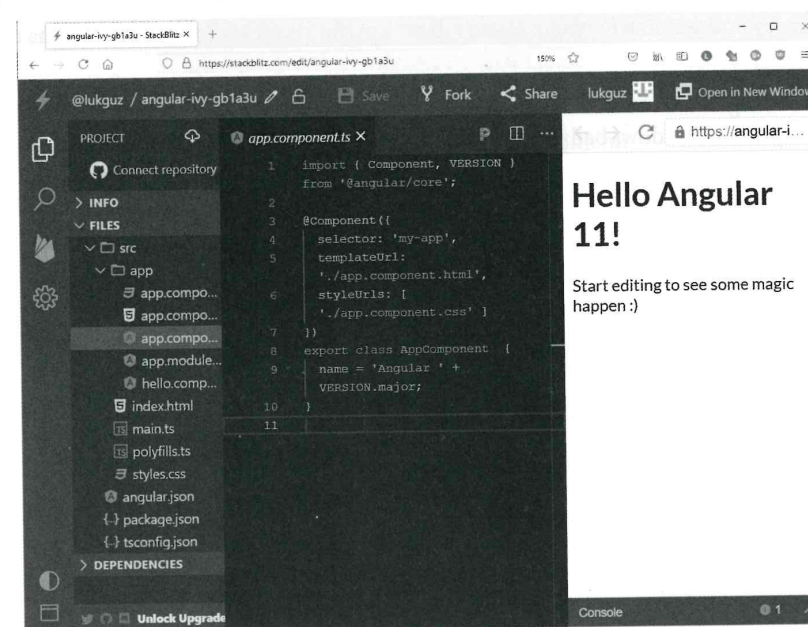 angular-ivy-gb1a3u - StackBlitz × +
https://stackblitz.com/edit/angular-ivy-gb1a3u 150%
@lukguz / angular-ivy-gb1a3u Save Fork Share lukguz Open in New Window
PROJECT
Connect repository
> INFO
FILES
src
app
app.compo...
app.compo...
app.compo...
app.module...
hello.comp...
index.html
TS main.ts
TS polyfills.ts
styles.css
angular.json
{..} package.json
{..} tsconfig.json
> DEPENDENCIES
Unlock Upgrade
app.component.ts ×
1 import { Component, VERSION }
from '@angular/core';
2
3 @Component({
4 selector: 'my-app',
5 templateUrl:
'./app.component.html',
6 styleUrls: [
'./app.component.css' ]
7 })
8 export class AppComponent {
9 name = 'Angular ' +
VERSION.major;
10 }
11
https://angular-i...
Hello Angular
11!
Start editing to see some magic
happen :)
Console 1